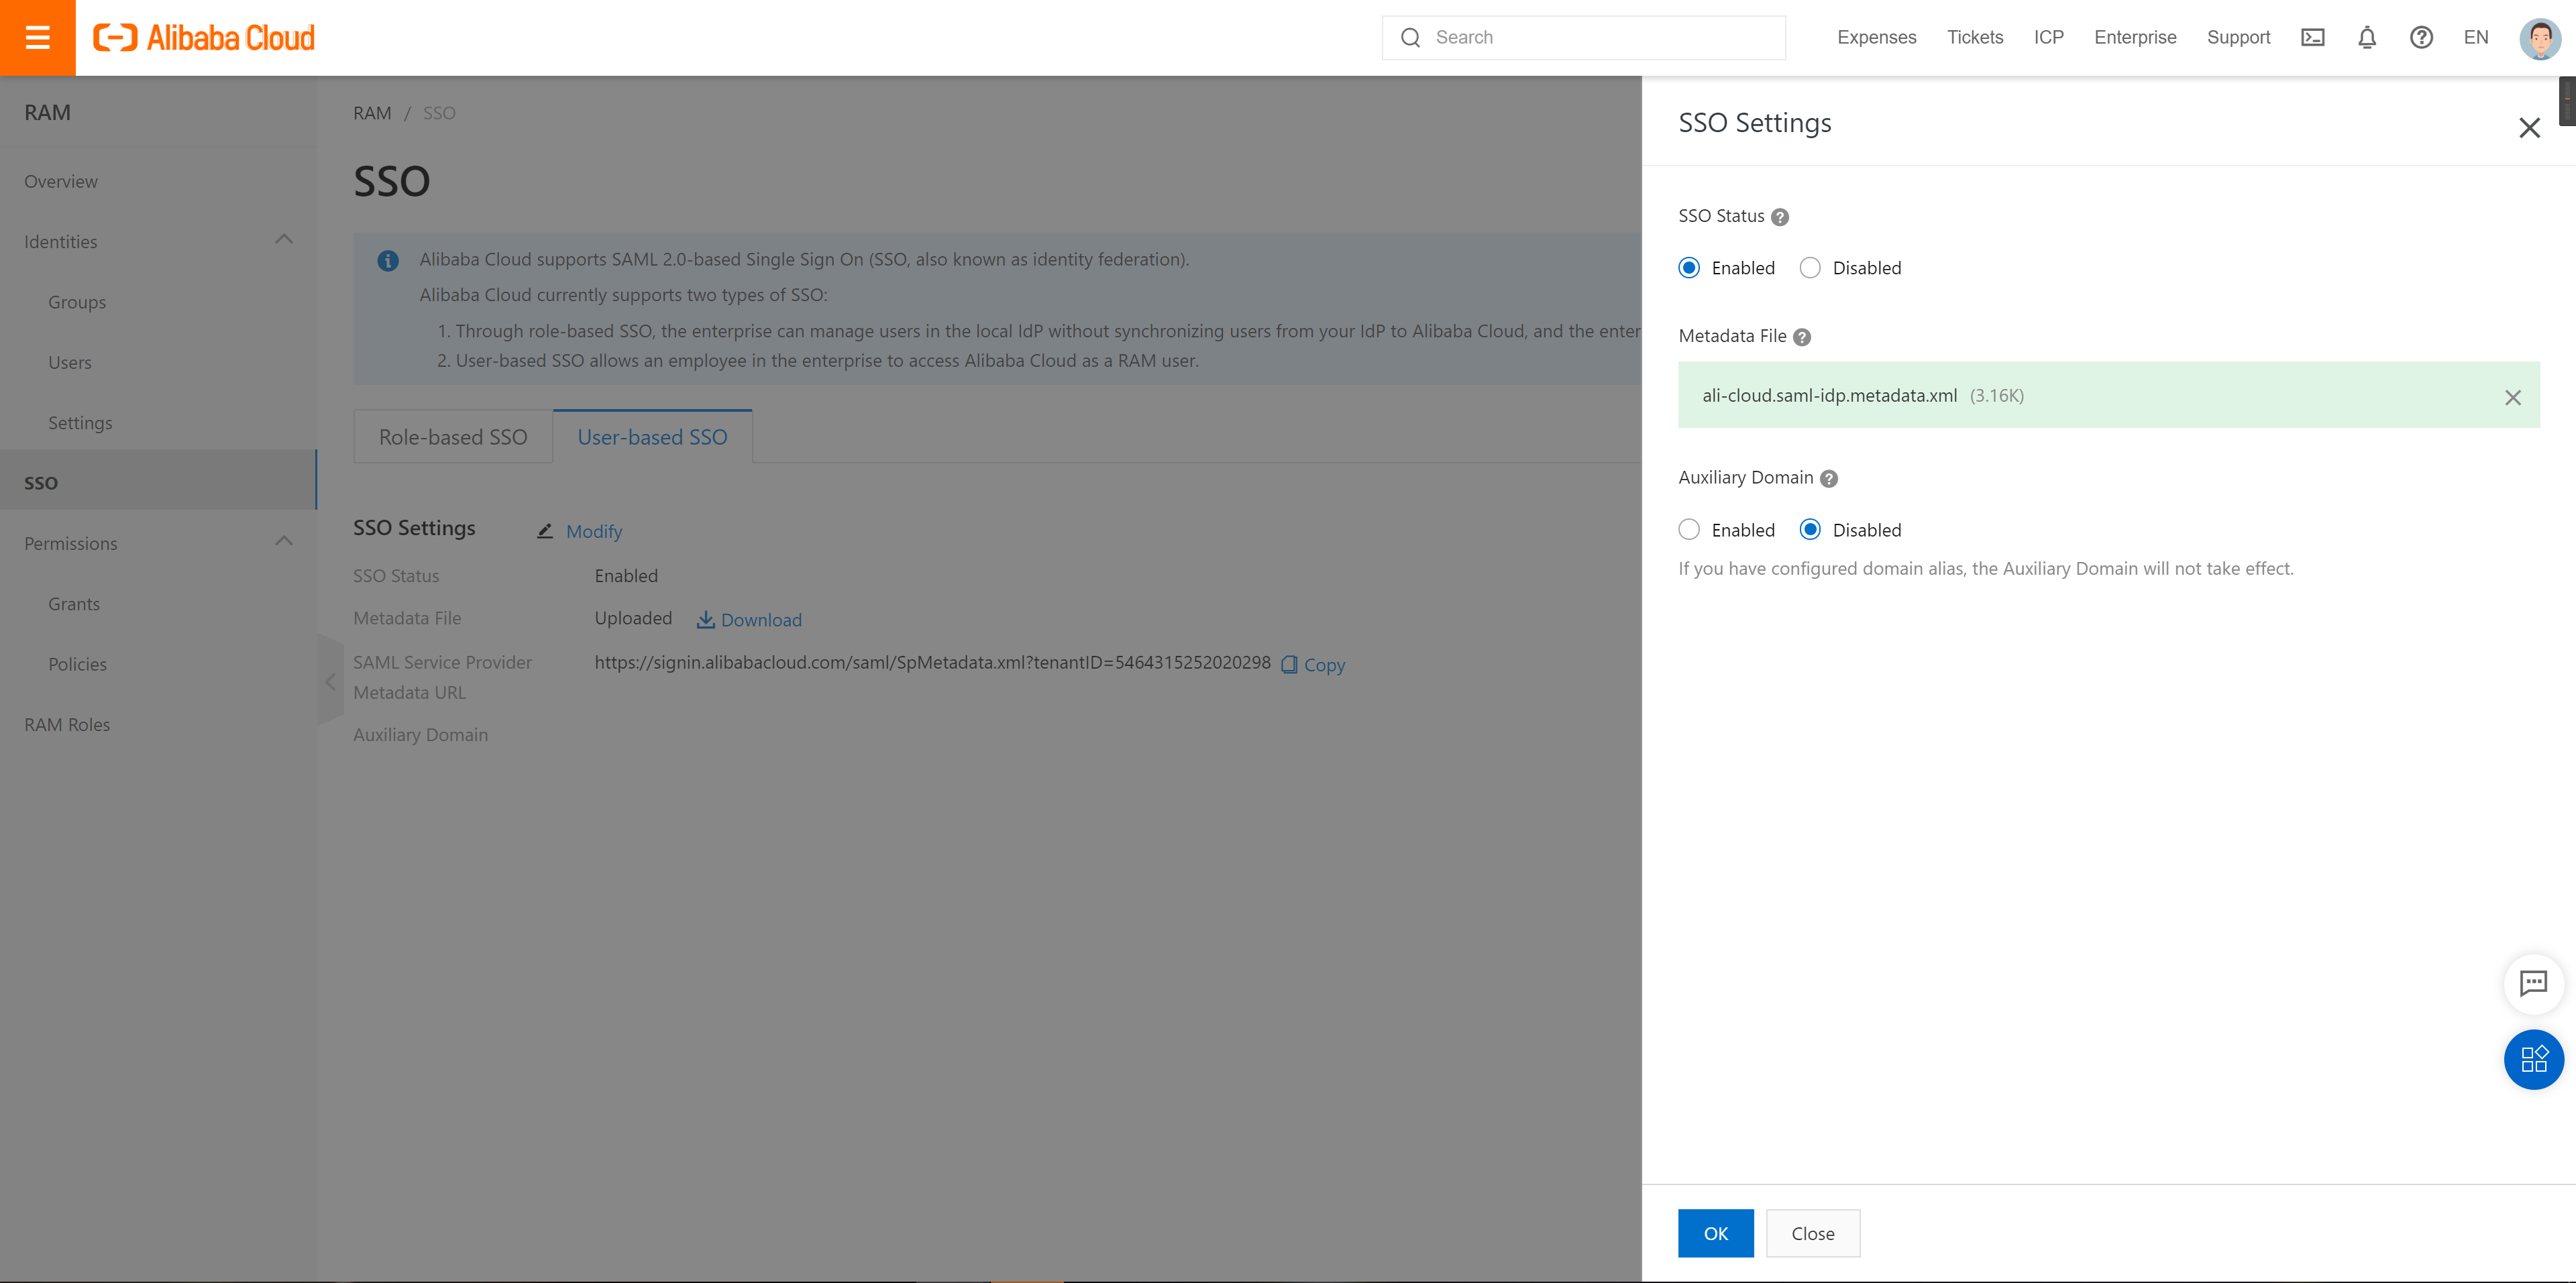 Alibaba Cloud
Search
Expenses
Tickets
ICP
Enterprise
Support
EN
RAM
Overview
Identities
Groups
Users
Settings
SSO
Permissions
Grants
Policies
RAM Roles
RAM / SSO
SSO
Alibaba Cloud supports SAML 2.0-based Single Sign On (SSO, also known as identity federation).
Alibaba Cloud currently supports two types of SSO:
1. Through role-based SSO, the enterprise can manage users in the local IdP without synchronizing users from your IdP to Alibaba Cloud, and the enter
2. User-based SSO allows an employee in the enterprise to access Alibaba Cloud as a RAM user.
Role-based SSO
User-based SSO
SSO Settings
Modify
SSO Status Enabled
Metadata File Uploaded Download
SAML Service Provider https://signin.alibabacloud.com/saml/SpMetadata.xml?tenantID=5464315252020298 Copy
Metadata URL
Auxiliary Domain
SSO Settings
SSO Status
Enabled Disabled
Metadata File
ali-cloud.saml-idp.metadata.xml (3.16K)
Auxiliary Domain
Enabled Disabled
If you have configured domain alias, the Auxiliary Domain will not take effect.
OK
Close